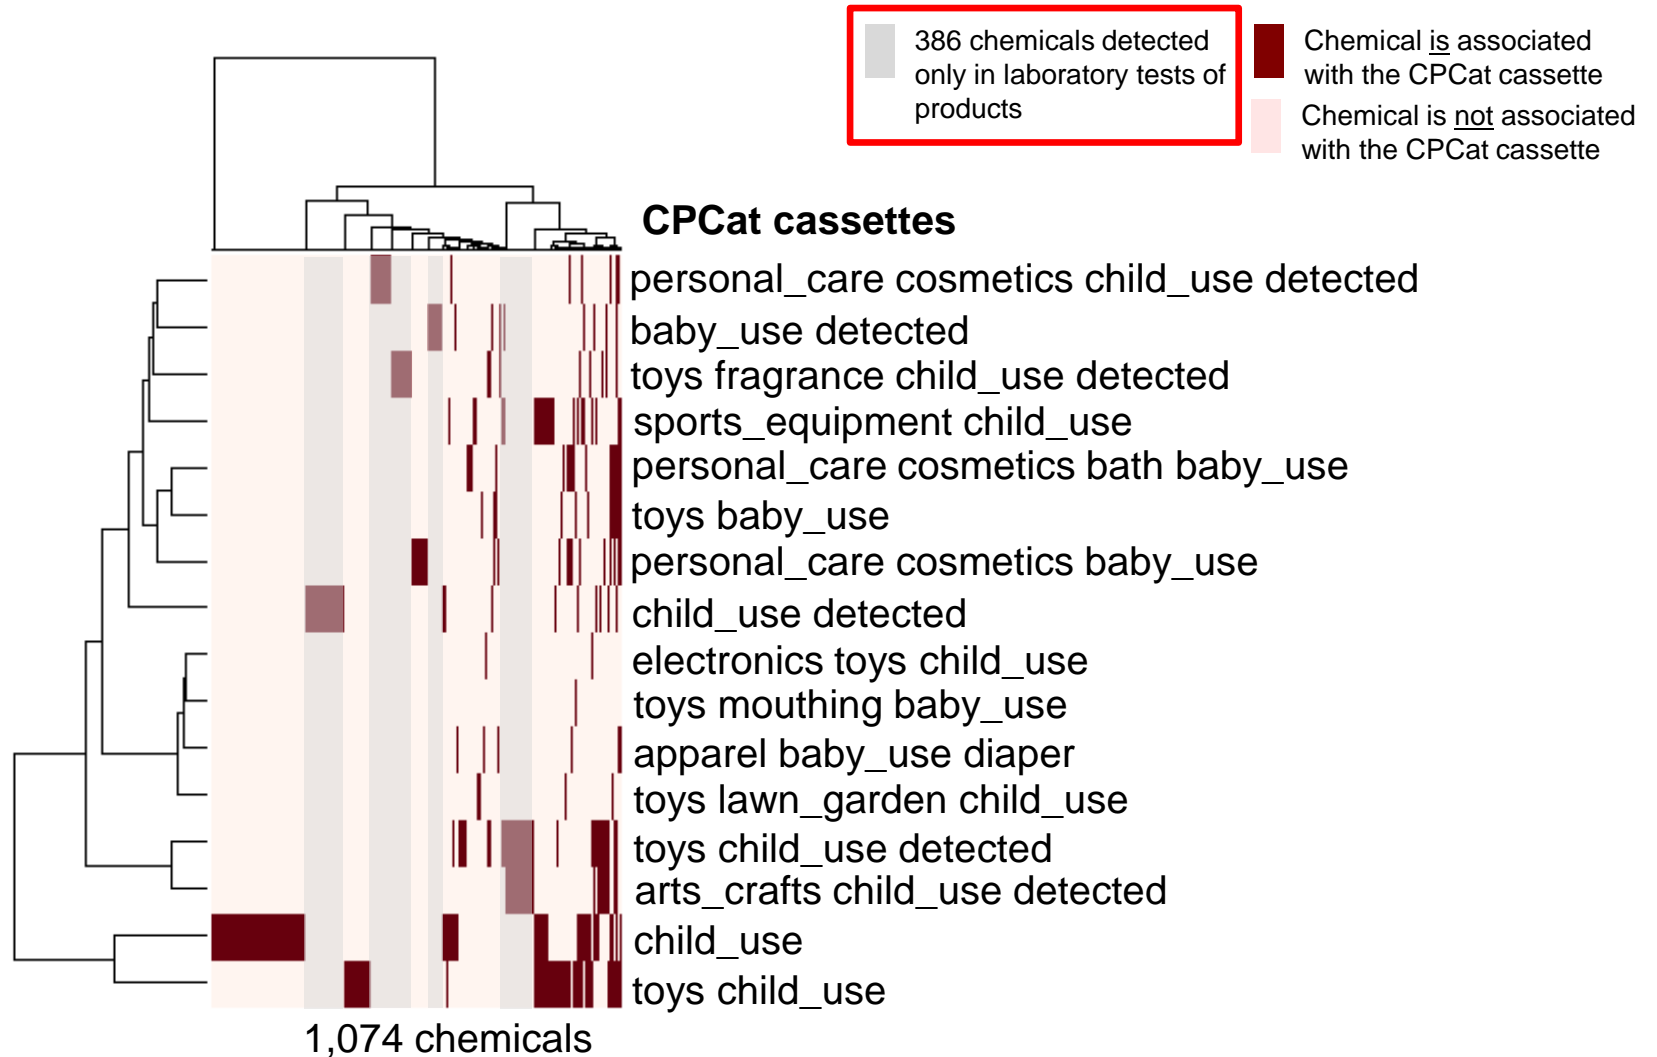 386 chemicals detected
only in laboratory tests of
products
Chemical is associated
with the CPCat cassette
Chemical is not associated
with the CPCat cassette
CPCat cassettes
personal_care cosmetics child_use detected
baby_use detected
toys fragrance child_use detected
sports_equipment child_use
personal_care cosmetics bath baby_use
toys baby_use
personal_care cosmetics baby_use
child_use detected
electronics toys child_use
toys mouthing baby_use
apparel baby_use diaper
toys lawn_garden child_use
toys child_use detected
arts_crafts child_use detected
child_use
toys child_use
1,074 chemicals